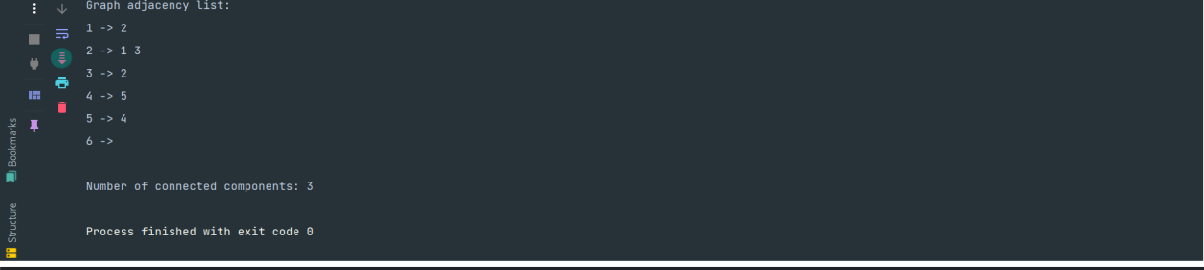 Graph adjacency list:
1 -> 2
2 -> 1 3
3 -> 2
4 -> 5
5 -> 4
6 ->
Number of connected components: 3
Process finished with exit code 0
Bookmarks
Structure